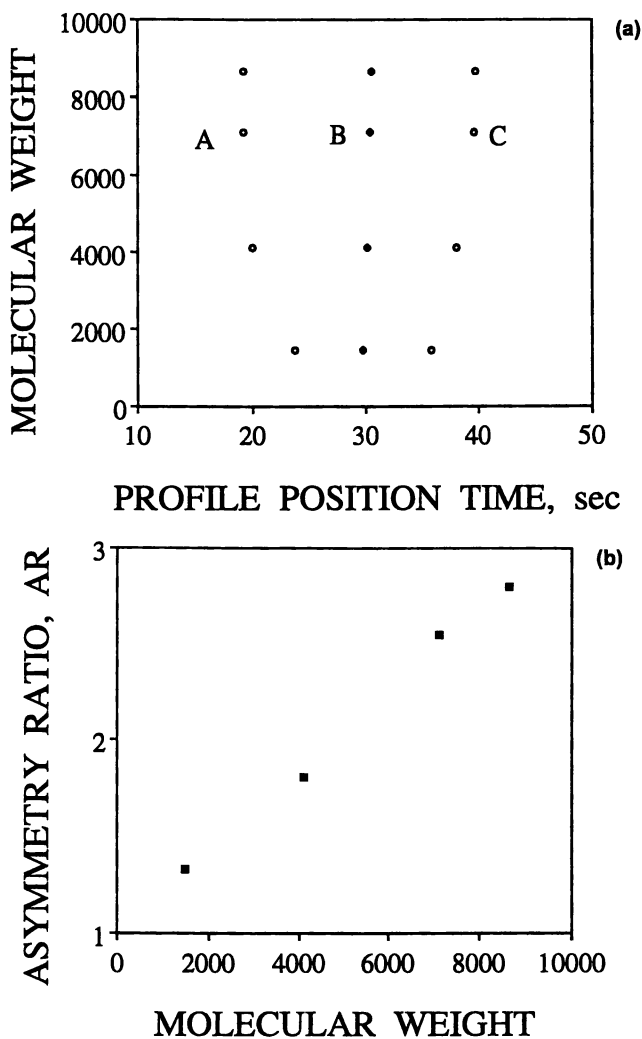 (a)
MOLECULAR WEIGHT
10000
8000
6000
4000
2000
0
A
B
C
10 20 30 40 50
PROFILE POSITION TIME, sec
(b)
ASYMMETRY RATIO, AR
3
2
1
0 2000 4000 6000 8000 10000
MOLECULAR WEIGHT